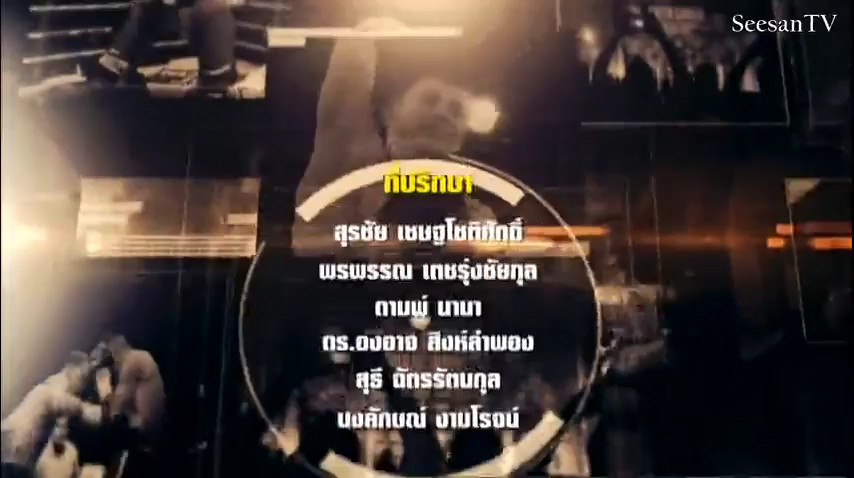 SeesanTV
ที่ปรึกษา
สุรชัย เชษฐโชติศักดิ์
พรพรรณ เตชรุ่งชัยกุล
ตามพ์ นานา
ดร.องอาจ สิงห์ลำพอง
สุธี ฉัตรรัตนกุล
นงลักษณ์ งามโรจน์